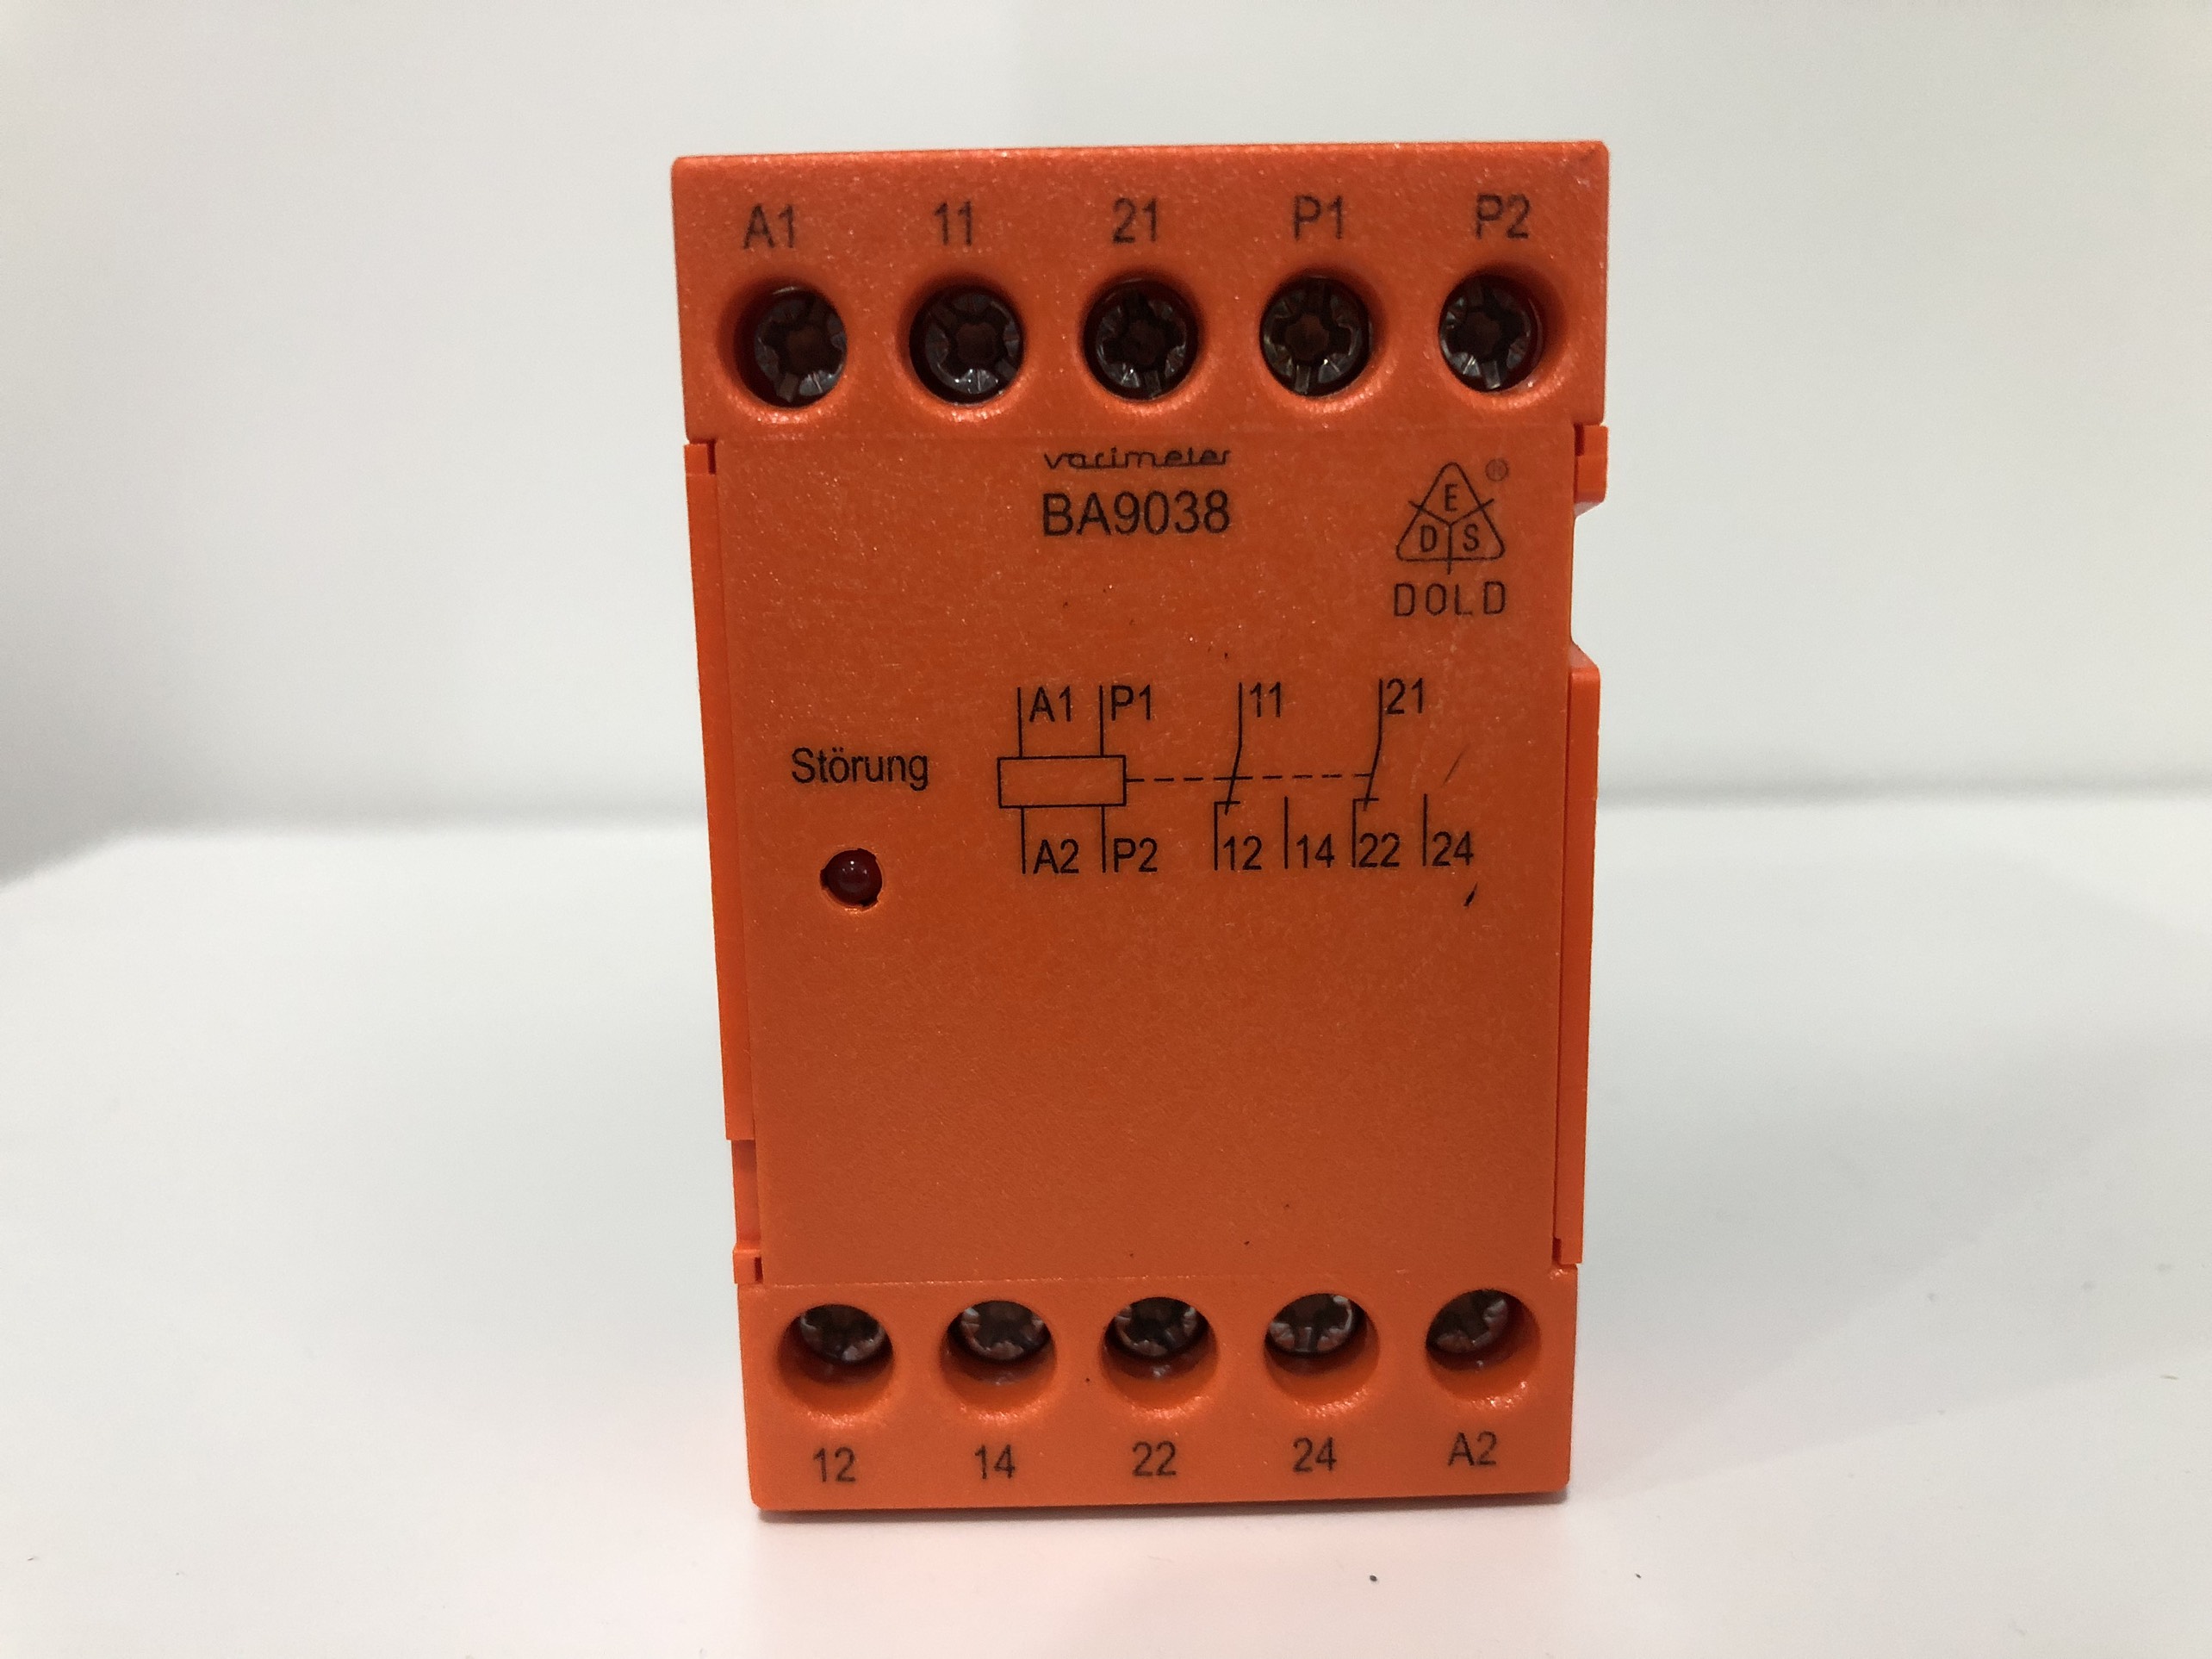 A1 11 21 P1 P2
varimeter
BA9038
E
D S
®
DOLD
A1 P1 11 21
Störung
A2 P2 12 14 22 24
12 14 22 24 A2